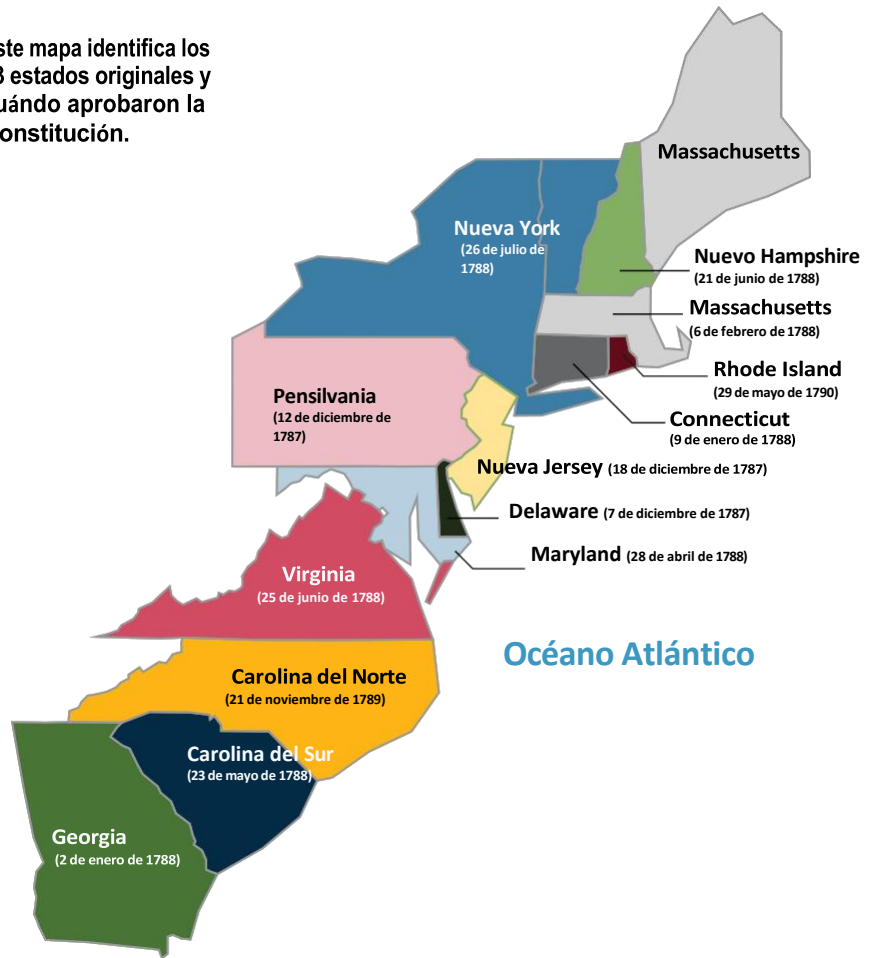 ste mapa identifica los
3 estados originales y
uándo aprobaron la
onstitución.
Massachusetts
Nueva York
(26 de julio de
1788)
Nuevo Hampshire
(21 de junio de 1788)
Massachusetts
(6 de febrero de 1788)
Rhode Island
(29 de mayo de 1790)
Pensilvania
(12 de diciembre de
1787)
Connecticut
(9 de enero de 1788)
Nueva Jersey (18 de diciembre de 1787)
Delaware (7 de diciembre de 1787)
Maryland (28 de abril de 1788)
Virginia
(25 de junio de 1788)
Océano Atlántico
Carolina del Norte
(21 de noviembre de 1789)
Carolina del Sur
(23 de mayo de 1788)
Georgia
(2 de enero de 1788)